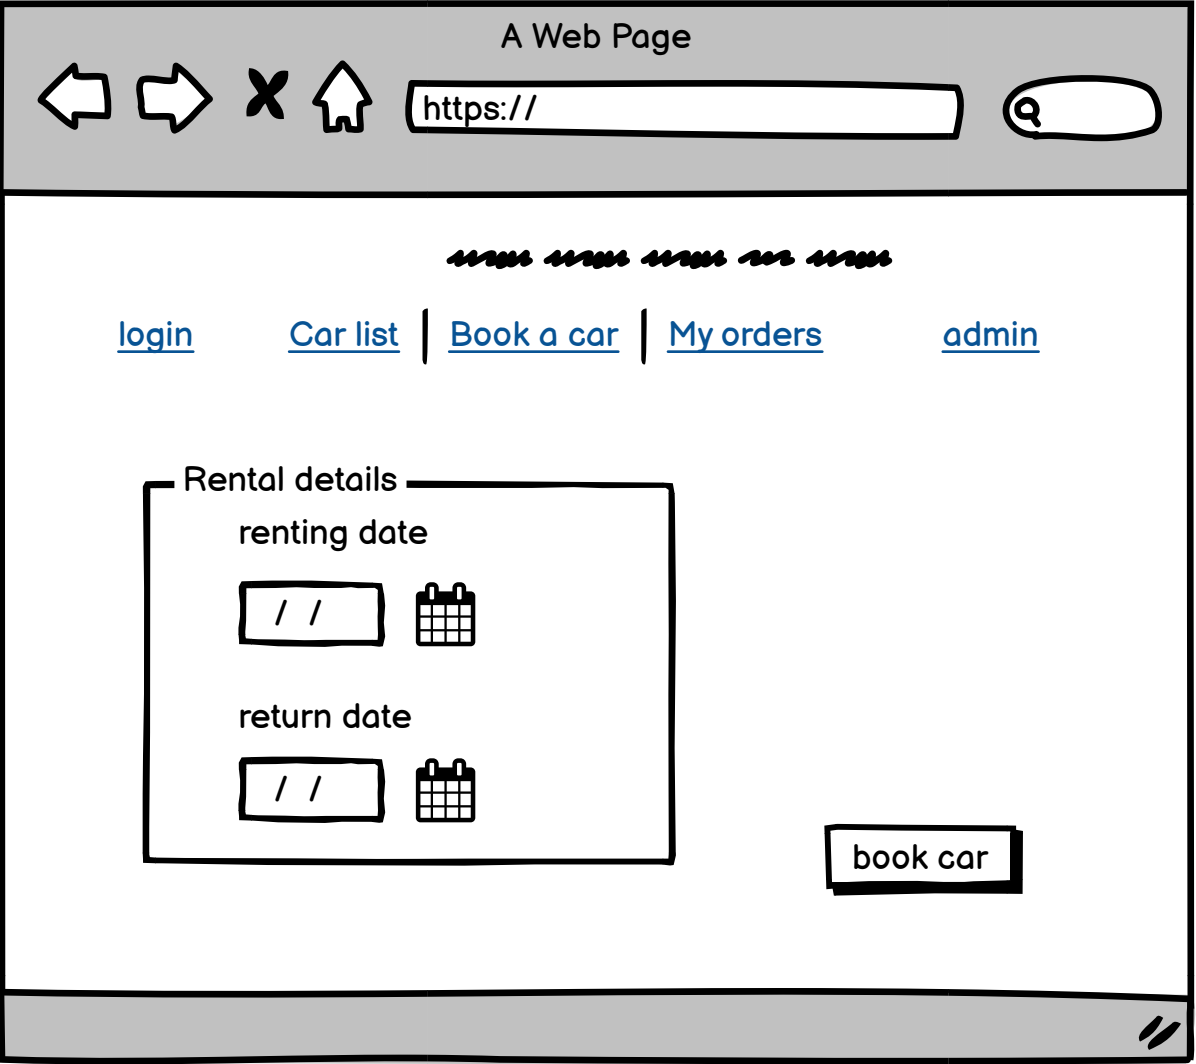 A Web Page
https://
login Car list Book a car My orders admin
Rental details
renting date
/ /
return date
/ /
book car